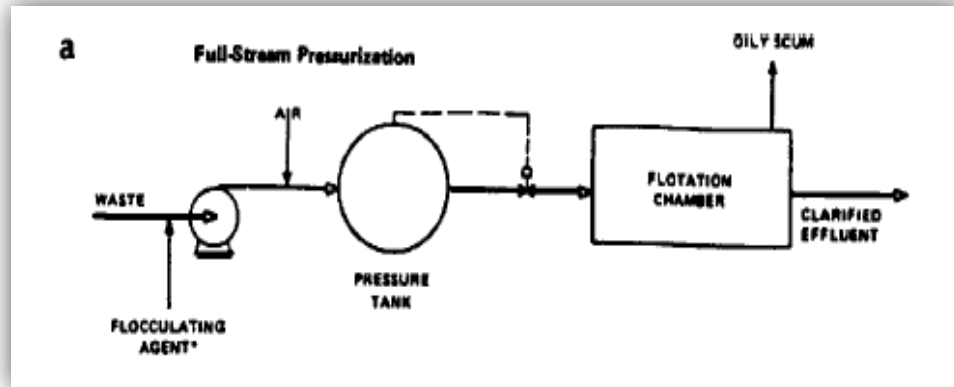 a
Full-Stream Pressurization
OILY SCUM
AIR
WASTE
FLOTATION
CHAMBER
CLARIFIED
EFFLUENT
PRESSURE
TANK
FLOCCULATING
AGENT*